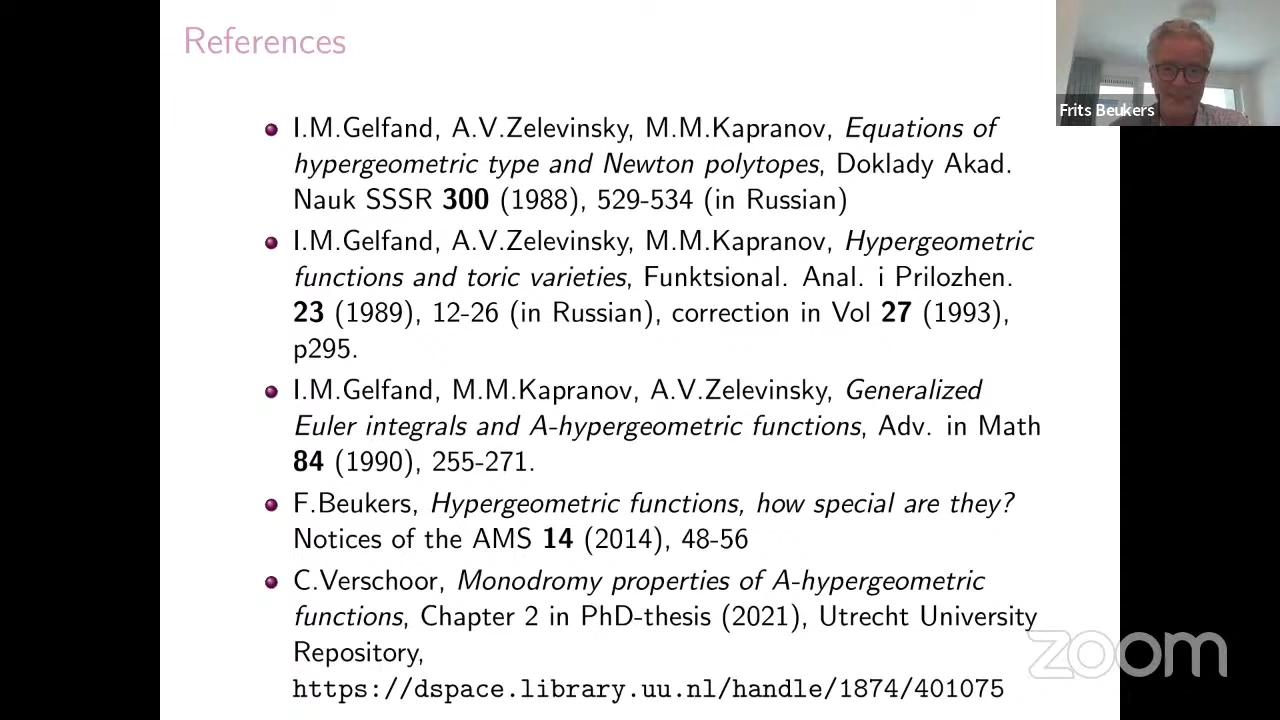 References
I.M.Gelfand, A.V.Zelevinsky, M.M.Kapranov, Equations of
hypergeometric type and Newton polytopes, Doklady Akad.
Nauk SSSR 300 (1988), 529-534 (in Russian)
I.M.Gelfand, A.V.Zelevinsky, M.M.Kapranov, Hypergeometric
functions and toric varieties, Funktsional. Anal. i Prilozhen.
23 (1989), 12-26 (in Russian), correction in Vol 27 (1993),
p295.
I.M.Gelfand, M.M.Kapranov, A.V.Zelevinsky, Generalized
Euler integrals and A-hypergeometric functions, Adv. in Math
84 (1990), 255-271.
F.Beukers, Hypergeometric functions, how special are they?
Notices of the AMS 14 (2014), 48-56
C.Verschoor, Monodromy properties of A-hypergeometric
functions, Chapter 2 in PhD-thesis (2021), Utrecht University
Repository,
https://dspace.library.uu.nl/handle/1874/401075
Frits Beukers
zoom